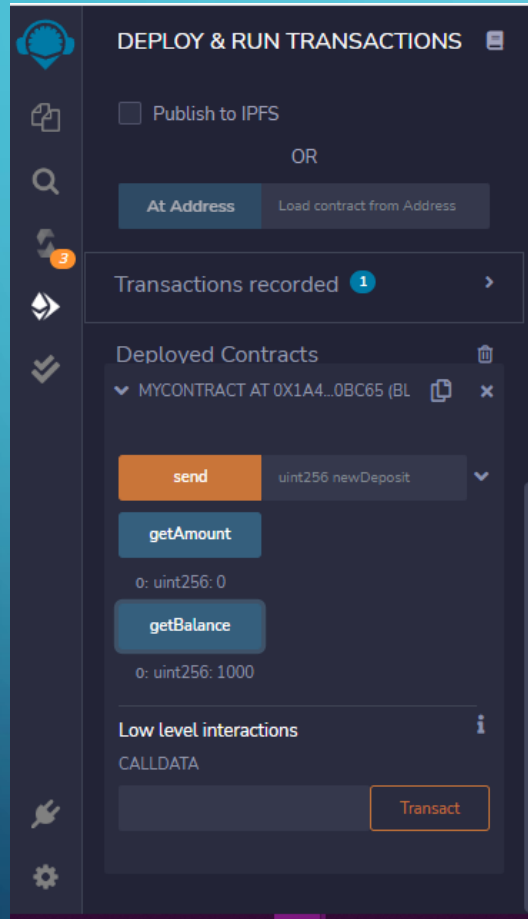 DEPLOY & RUN TRANSACTIONS
Publish to IPFS
OR
At Address Load contract from Address
3
Transactions recorded 1
Deployed Contracts
MYCONTRACT AT 0X1A4...0BC65 (BL
send uint256 newDeposit
getAmount
0: uint256: 0
getBalance
0: uint256: 1000
Low level interactions
i
CALLDATA
Transact